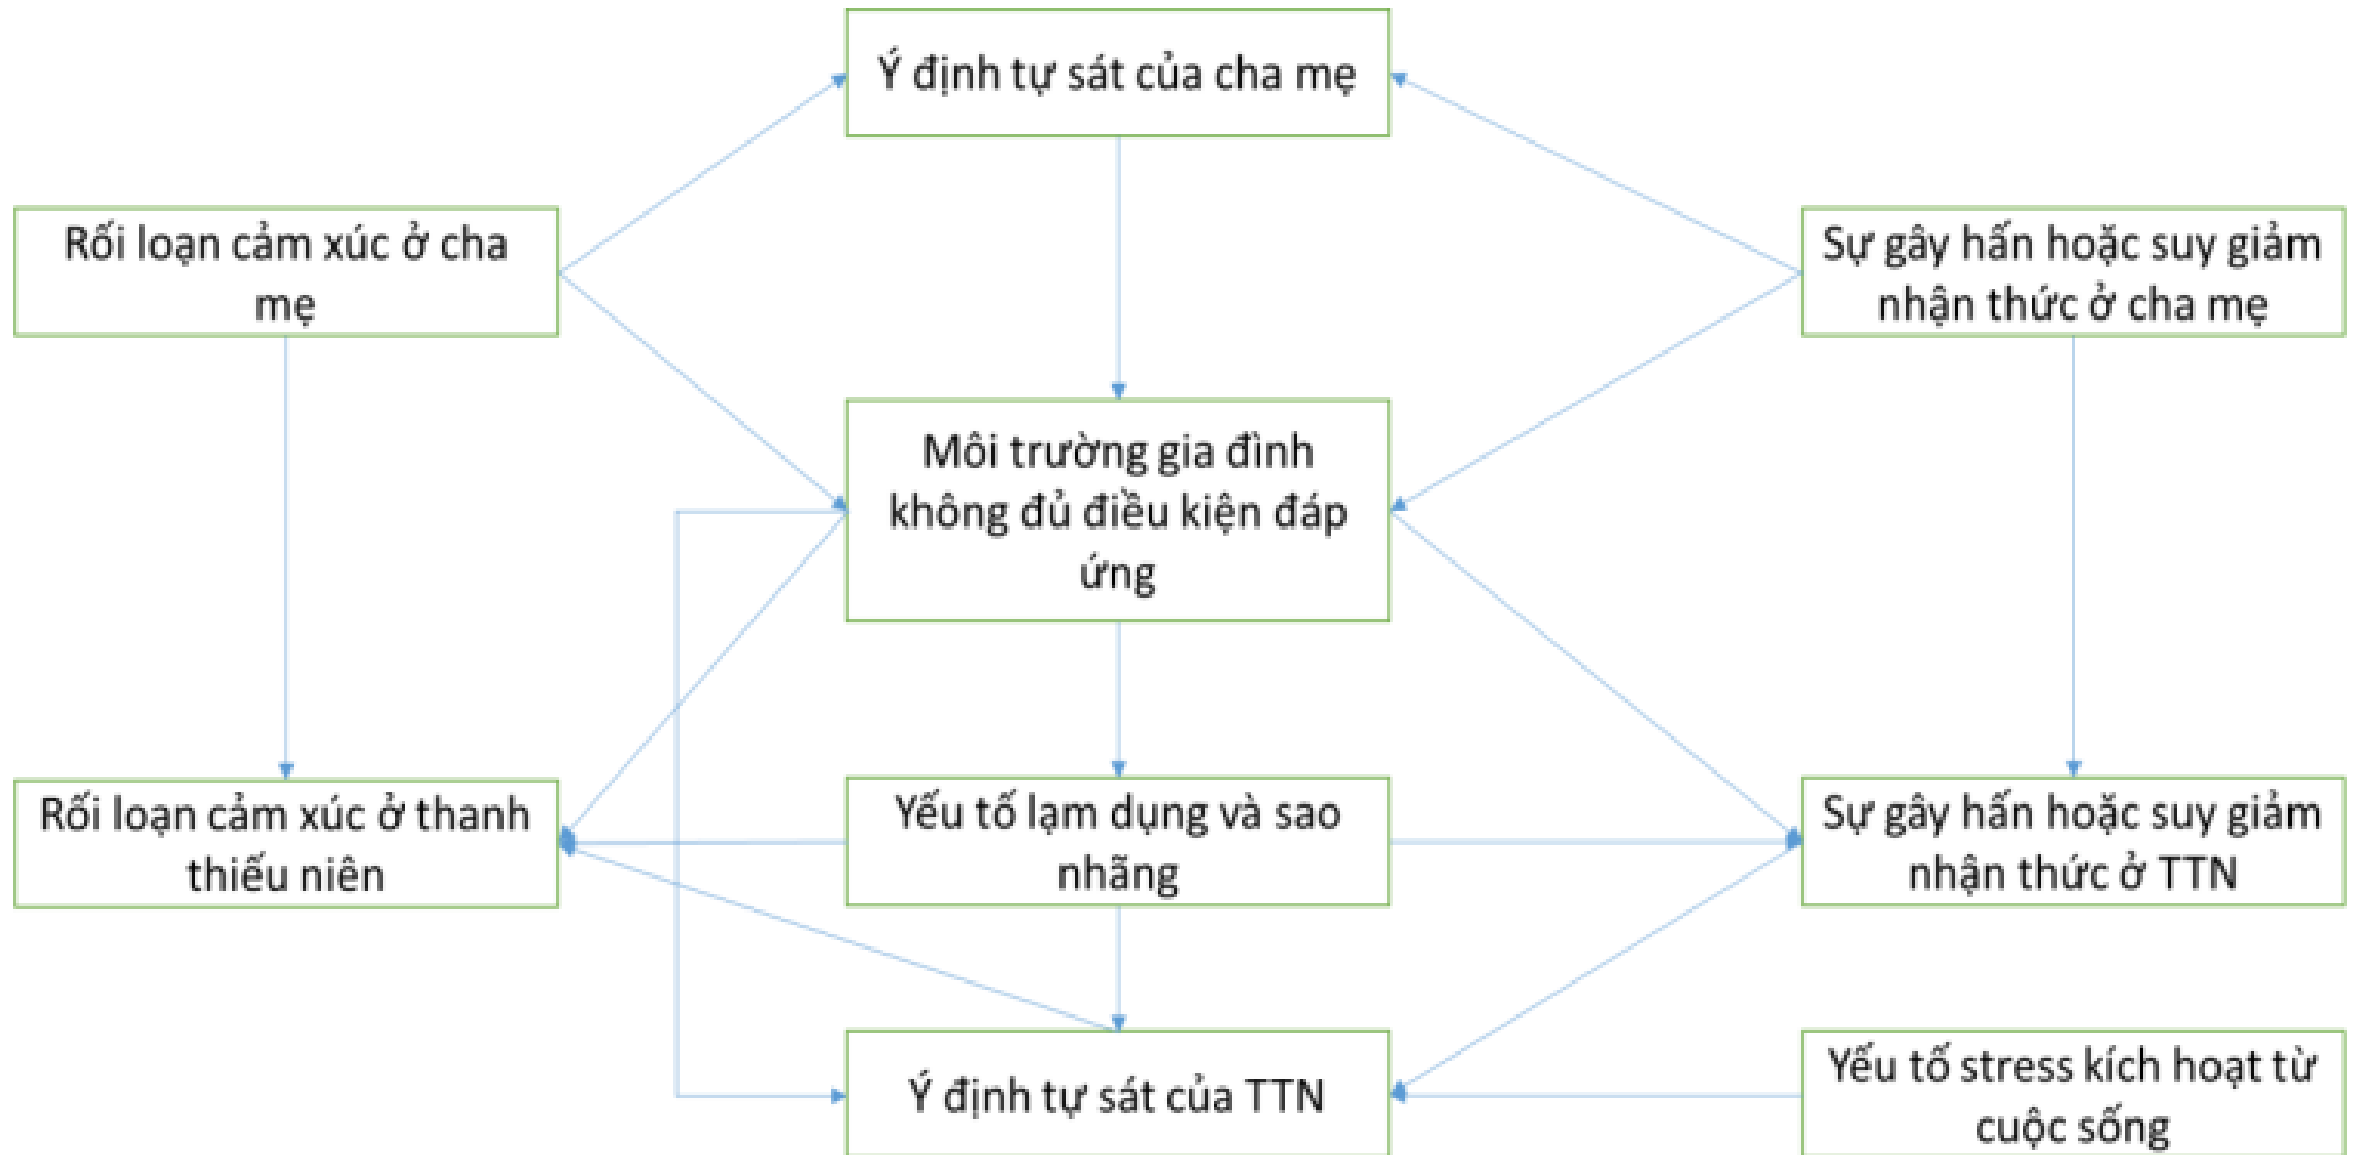 Ý định tự sát của cha mẹ
Rối loạn cảm xúc ở cha
mẹ
Sự gây hấn hoặc suy giảm
nhận thức ở cha mẹ
Môi trường gia đình
không đủ điều kiện đáp
ứng
Rối loạn cảm xúc ở thanh
thiếu niên
Yếu tố lạm dụng và sao
nhãng
Sự gây hấn hoặc suy giảm
nhận thức ở TTN
Ý định tự sát của TTN
Yếu tố stress kích hoạt từ
cuộc sống